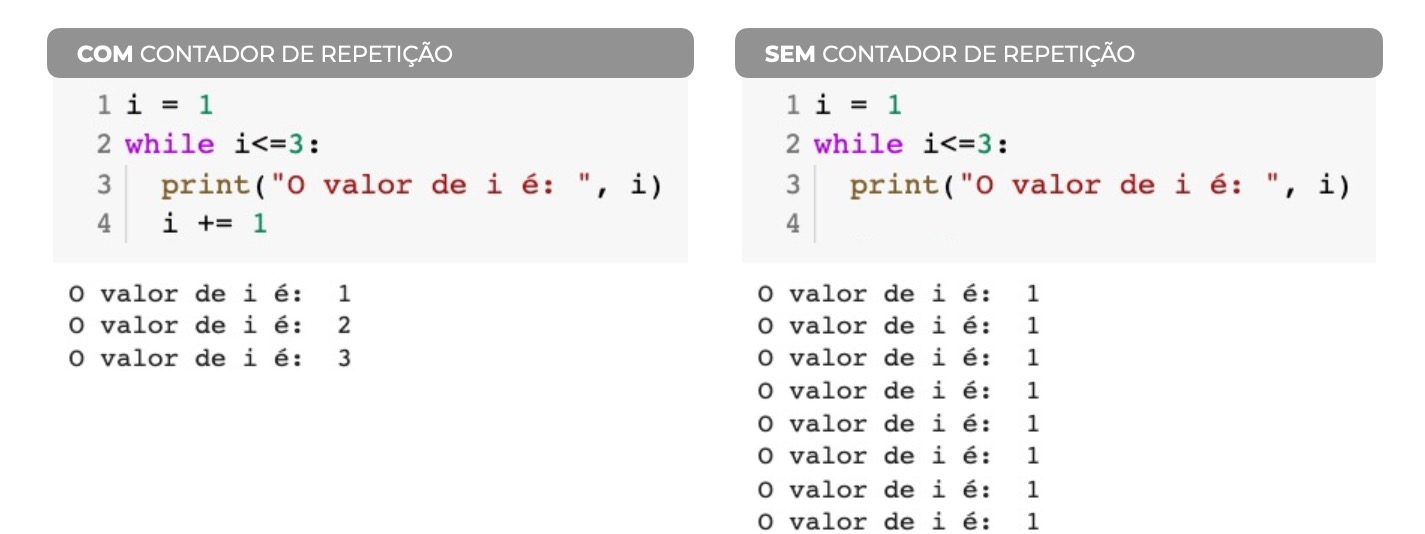 COM CONTADOR DE REPETIÇÃO
1 i = 1
2 while i<=3:
3   print("O valor de i é: ", i)
4   i += 1
O valor de i é:  1
O valor de i é:  2
O valor de i é:  3
SEM CONTADOR DE REPETIÇÃO
1 i = 1
2 while i<=3:
3   print("O valor de i é: ", i)
4
O valor de i é:  1
O valor de i é:  1
O valor de i é:  1
O valor de i é:  1
O valor de i é:  1
O valor de i é:  1
O valor de i é:  1
O valor de i é:  1